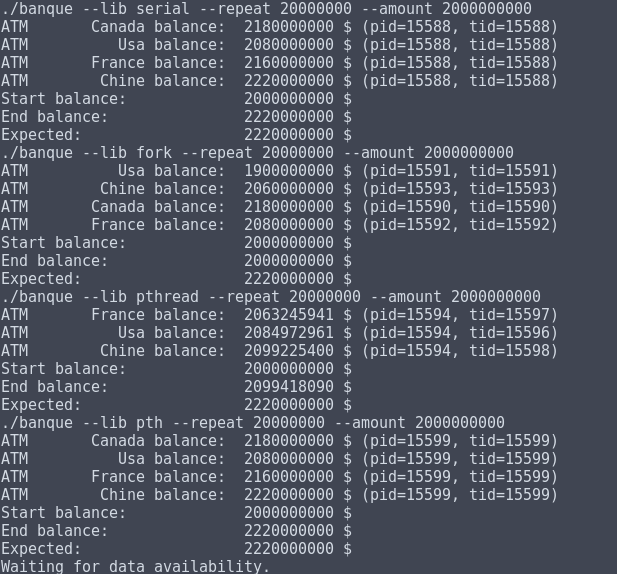 ./banque --lib serial --repeat 20000000 --amount 2000000000
ATM       Canada balance:  2180000000 $ (pid=15588, tid=15588)
ATM          Usa balance:  2080000000 $ (pid=15588, tid=15588)
ATM       France balance:  2160000000 $ (pid=15588, tid=15588)
ATM        Chine balance:  2220000000 $ (pid=15588, tid=15588)
Start balance:             2000000000 $
End balance:               2220000000 $
Expected:                  2220000000 $
./banque --lib fork --repeat 20000000 --amount 2000000000
ATM          Usa balance:  1900000000 $ (pid=15591, tid=15591)
ATM        Chine balance:  2060000000 $ (pid=15593, tid=15593)
ATM       Canada balance:  2180000000 $ (pid=15590, tid=15590)
ATM       France balance:  2080000000 $ (pid=15592, tid=15592)
Start balance:             2000000000 $
End balance:               2000000000 $
Expected:                  2220000000 $
./banque --lib pthread --repeat 20000000 --amount 2000000000
ATM       France balance:  2063245941 $ (pid=15594, tid=15597)
ATM          Usa balance:  2084972961 $ (pid=15594, tid=15596)
ATM        Chine balance:  2099225400 $ (pid=15594, tid=15598)
Start balance:             2000000000 $
End balance:               2099418090 $
Expected:                  2220000000 $
./banque --lib pth --repeat 20000000 --amount 2000000000
ATM       Canada balance:  2180000000 $ (pid=15599, tid=15599)
ATM          Usa balance:  2080000000 $ (pid=15599, tid=15599)
ATM       France balance:  2160000000 $ (pid=15599, tid=15599)
ATM        Chine balance:  2220000000 $ (pid=15599, tid=15599)
Start balance:             2000000000 $
End balance:               2220000000 $
Expected:                  2220000000 $
Waiting for data availability.